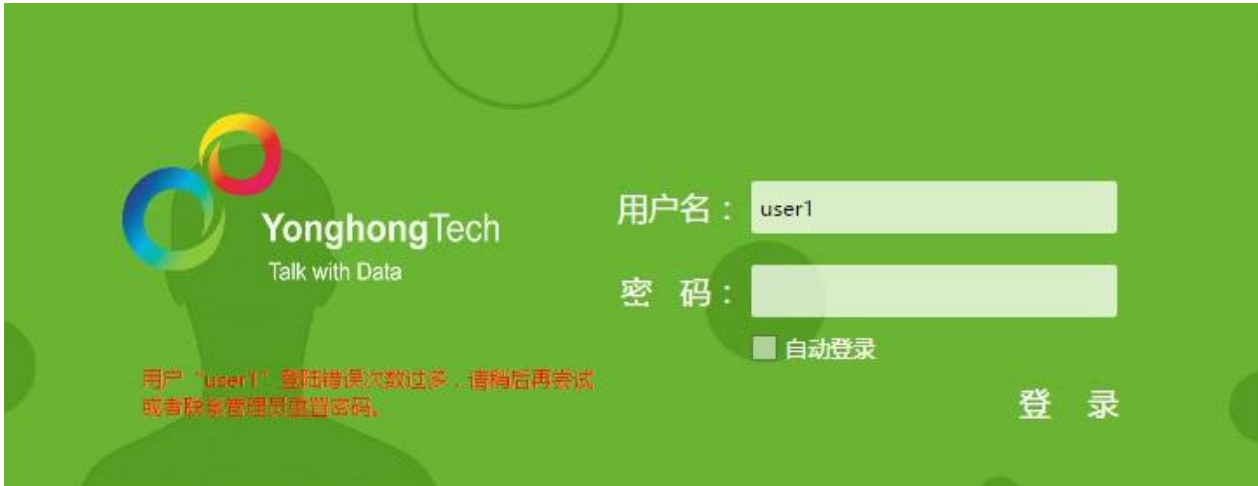 YonghongTech
Talk with Data
用户名：
user1
密 码：
自动登录
用户“user1”登陆错误次数过多，请稍后再尝试
或者联系管理员重置密码。
登 录